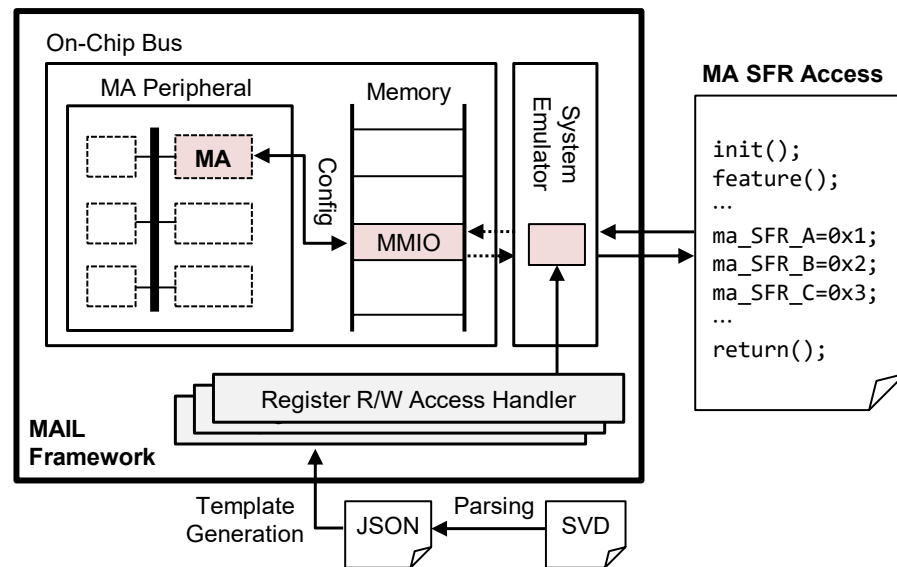 On-Chip Bus
MA Peripheral
Memory
MA
Config
MMIO
System
Emulator
MA SFR Access
init();
feature();
…
ma_SFR_A=0x1;
ma_SFR_B=0x2;
ma_SFR_C=0x3;
…
return();
Register R/W Access Handler
MAIL
Framework
Template
Generation
JSON
Parsing
SVD